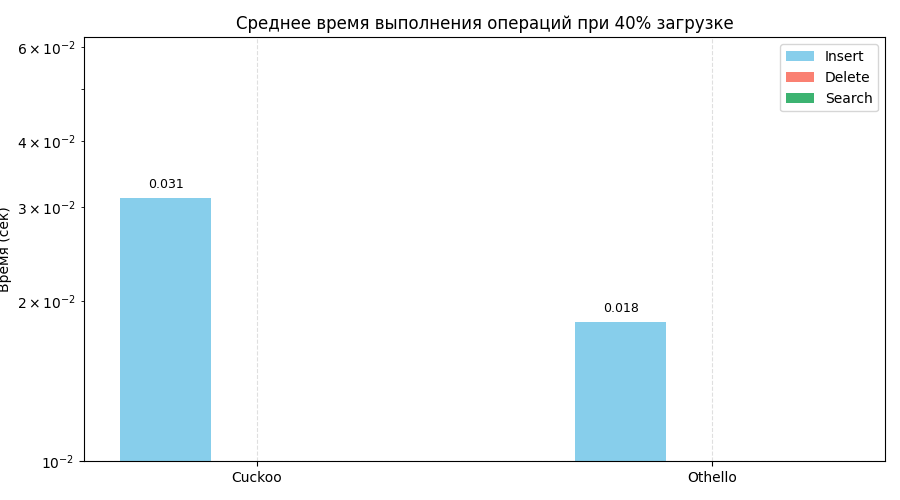 Среднее время выполнения операций при 40% загрузке
Время (сек)
6 × 10⁻²
4 × 10⁻²
3 × 10⁻²
2 × 10⁻²
10⁻²
0.031
0.018
Insert
Delete
Search
Cuckoo
Othello